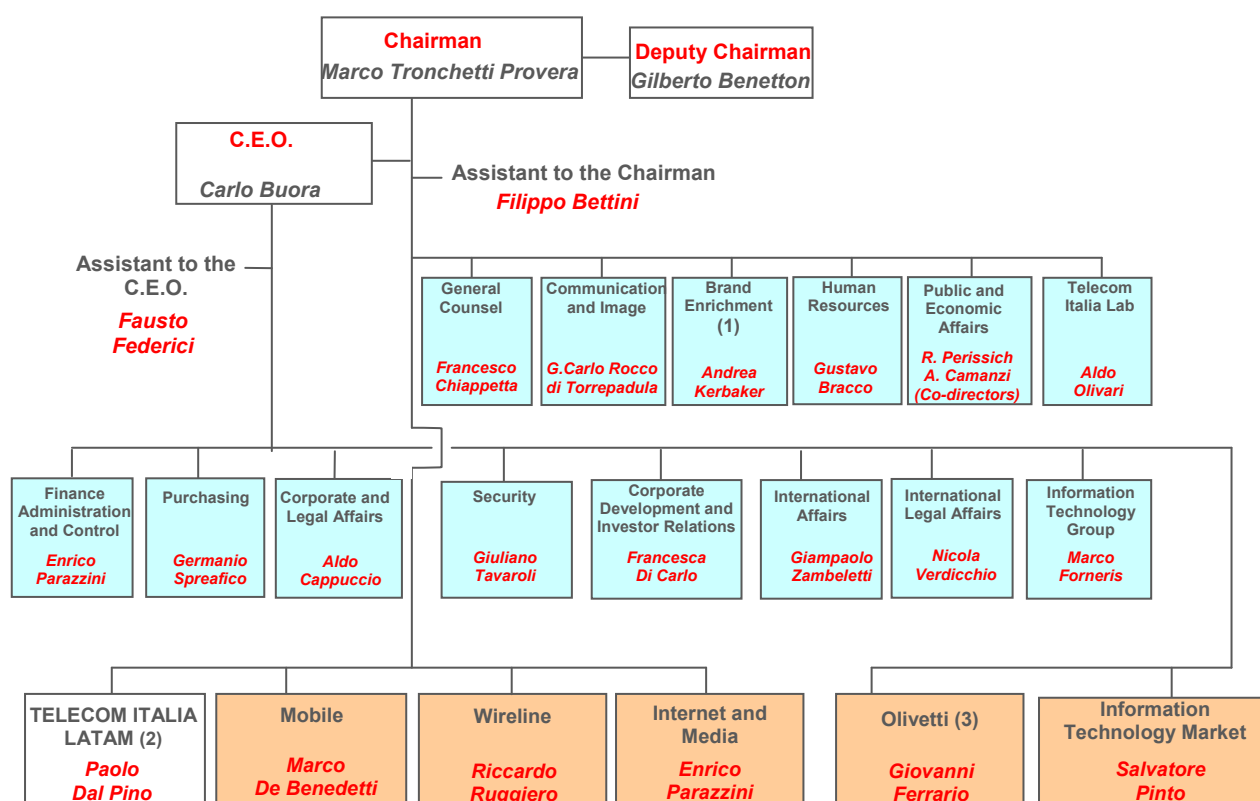 Chairman
Marco Tronchetti Provera
Deputy Chairman
Gilberto Benetton
C.E.O.
Carlo Buora
Assistant to the Chairman
Filippo Bettini
Assistant to the
C.E.O.
Fausto
Federici
General
Counsel
Francesco
Chiappetta
Communication
and Image
G.Carlo Rocco
di Torrepadula
Brand
Enrichment
(1)
Andrea
Kerbaker
Human
Resources
Gustavo
Bracco
Public and
Economic
Affairs
R. Perissich
A. Camanzi
(Co-directors)
Telecom
Italia Lab
Aldo
Olivari
Finance
Administration
and Control
Enrico
Parazzini
Purchasing
Germanio
Spreafico
Corporate and
Legal Affairs
Aldo
Cappuccio
Security
Giuliano
Tavaroli
Corporate
Development and
Investor Relations
Francesca
Di Carlo
International
Affairs
Giampaolo
Zambeletti
International
Legal Affairs
Nicola
Verdicchio
Information
Technology
Group
Marco
Forneris
TELECOM ITALIA
LATAM (2)
Paolo
Dal Pino
Mobile
Marco
De Benedetti
Wireline
Riccardo
Ruggiero
Internet and
Media
Enrico
Parazzini
Olivetti (3)
Giovanni
Ferrario
Information
Technology Market
Salvatore
Pinto